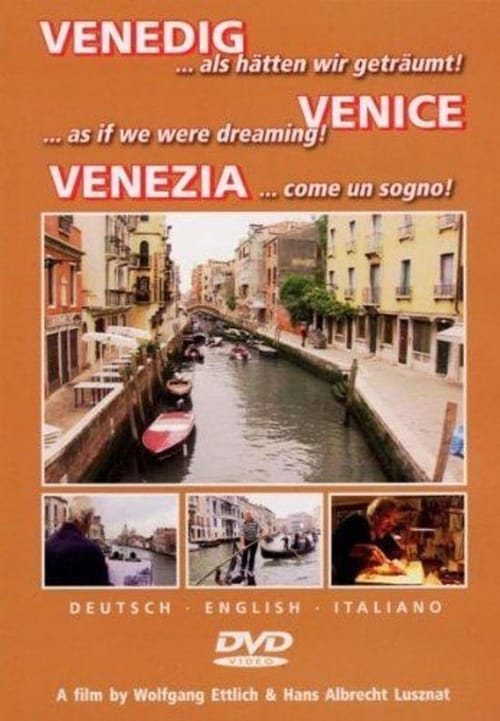 VENEDIG
... als hätten wir geträumt!
VENICE
... as if we were dreaming!
VENEZIA ... come un sogno!
DEUTSCH · ENGLISH · ITALIANO
DVD
VIDEO
A film by Wolfgang Ettlich & Hans Albrecht Lusznat